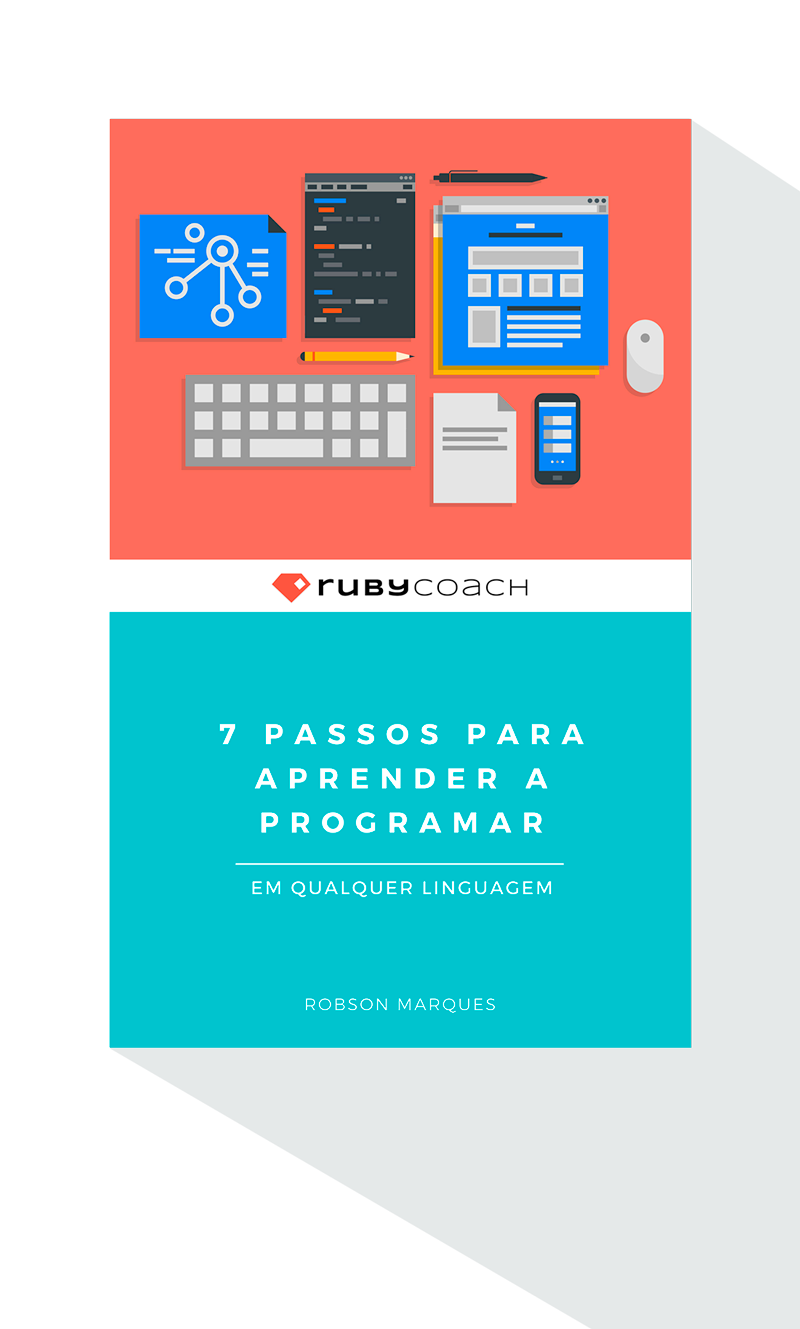 rubycoach
7 PASSOS PARA
APRENDER A
PROGRAMAR
EM QUALQUER LINGUAGEM
ROBSON MARQUES